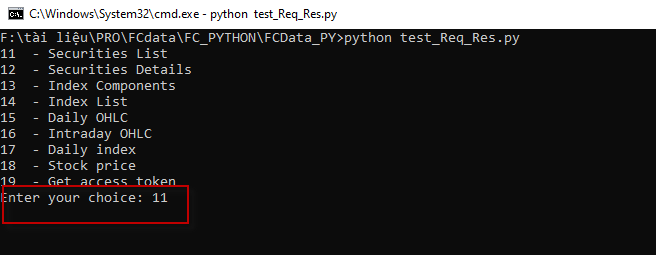 C:\Windows\System32\cmd.exe - python  test_Req_Res.py
F:\tài liệu\PRO\FCdata\FC_PYTHON\FCData_PY>python test_Req_Res.py
11  - Securities List
12  - Securities Details
13  - Index Components
14  - Index List
15  - Daily OHLC
16  - Intraday OHLC
17  - Daily index
18  - Stock price
19  - Get access token
Enter your choice: 11